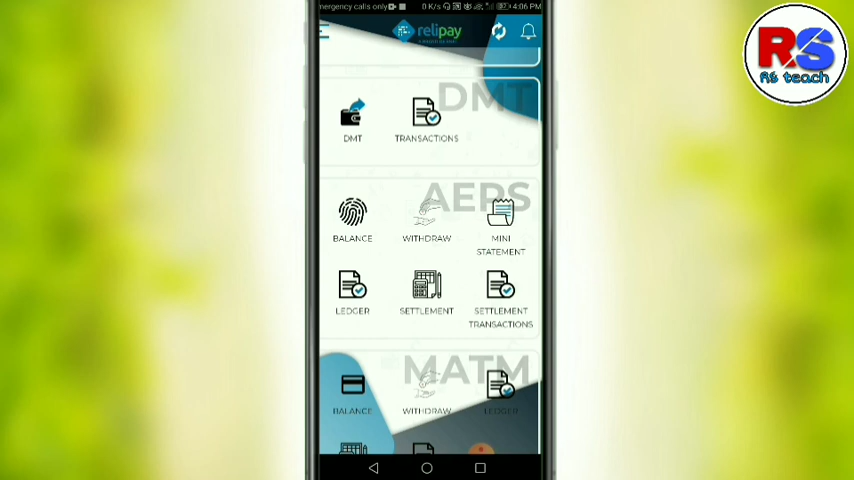 mergency calls only
0 K/s
4:06 PM
relipay
DMT
DMT
TRANSACTIONS
AEPS
BALANCE
WITHDRAW
MINI
STATEMENT
LEDGER
SETTLEMENT
SETTLEMENT
TRANSACTIONS
MATM
BALANCE
WITHDRAW
LEDGER
RS
RS teach